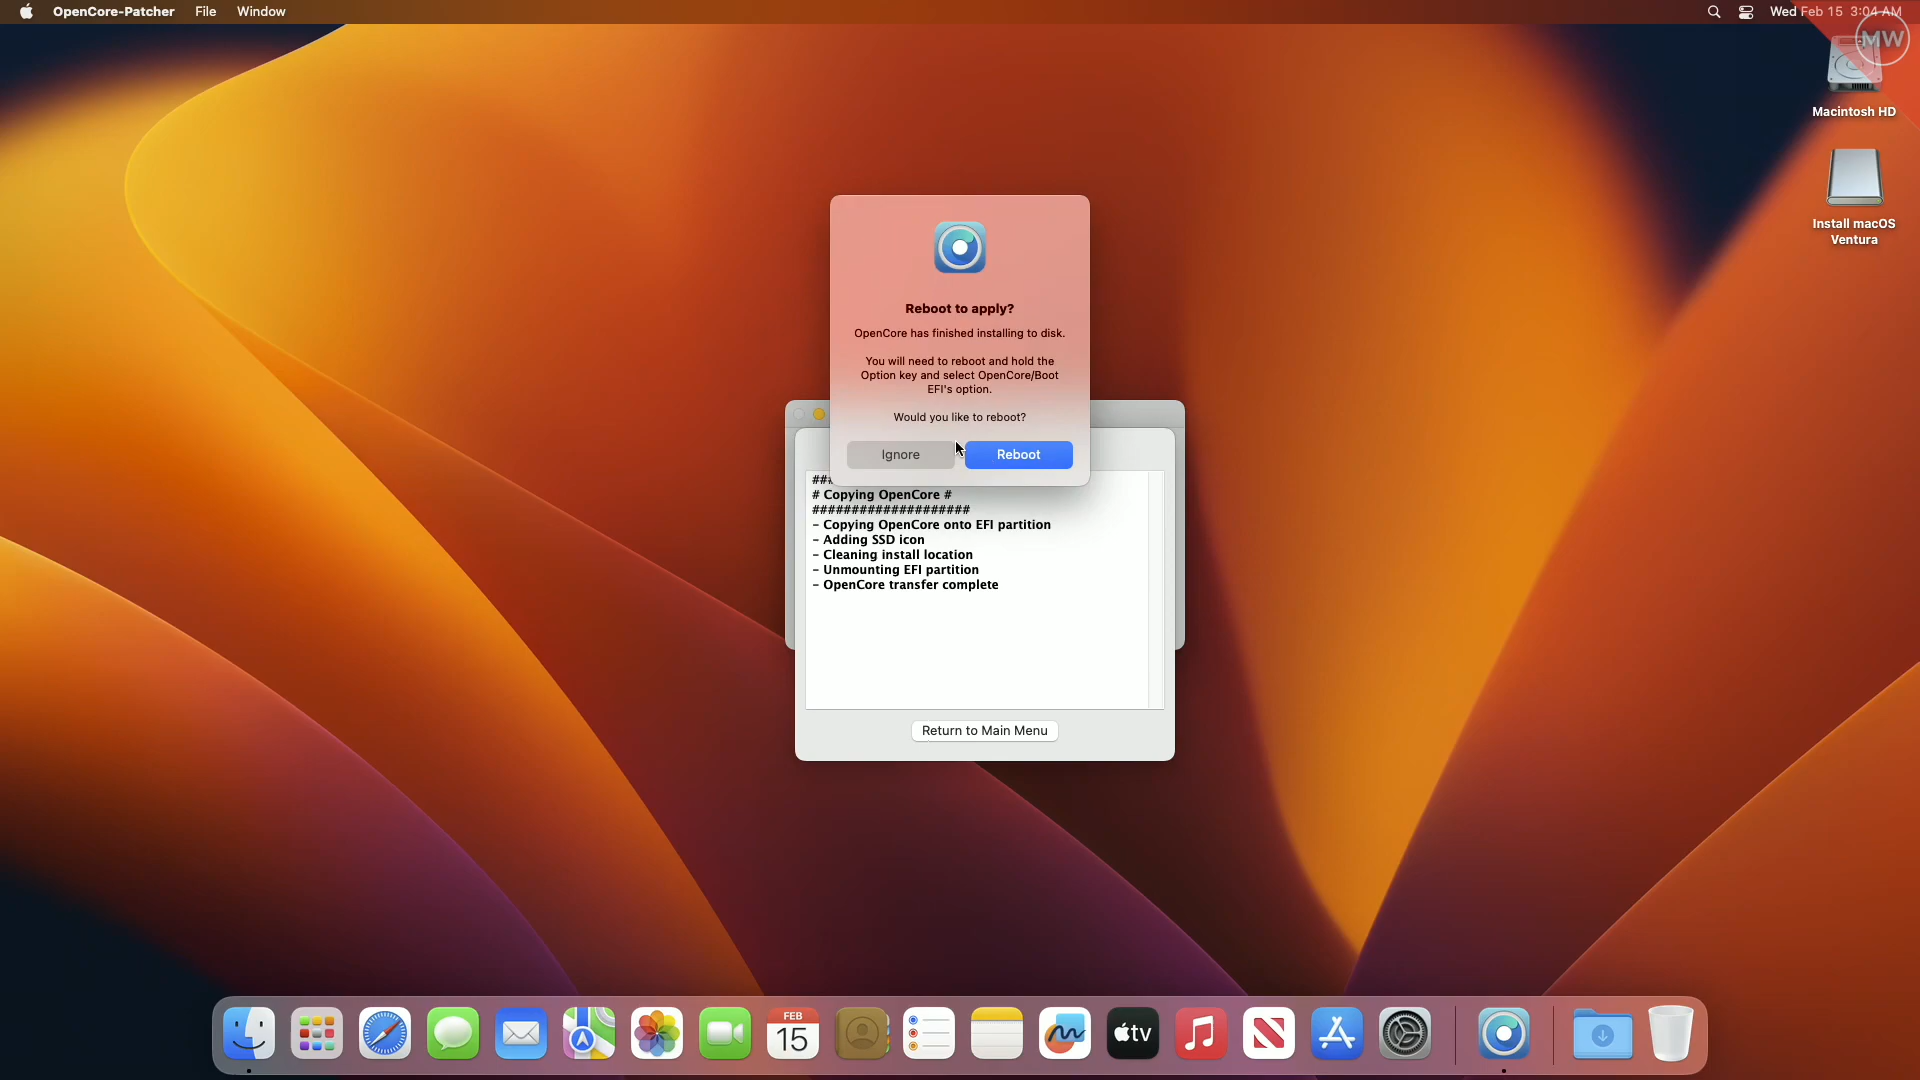 OpenCore-Patcher File Window
Wed Feb 15 3:04 AM
MW
Macintosh HD
Install macOS
Ventura
Reboot to apply?
OpenCore has finished installing to disk.
You will need to reboot and hold the
Option key and select OpenCore/Boot
EFI's option.
Would you like to reboot?
Ignore Reboot
###
# Copying OpenCore #
####################
- Copying OpenCore onto EFI partition
- Adding SSD icon
- Cleaning install location
- Unmounting EFI partition
- OpenCore transfer complete
Return to Main Menu
FEB
15
tv